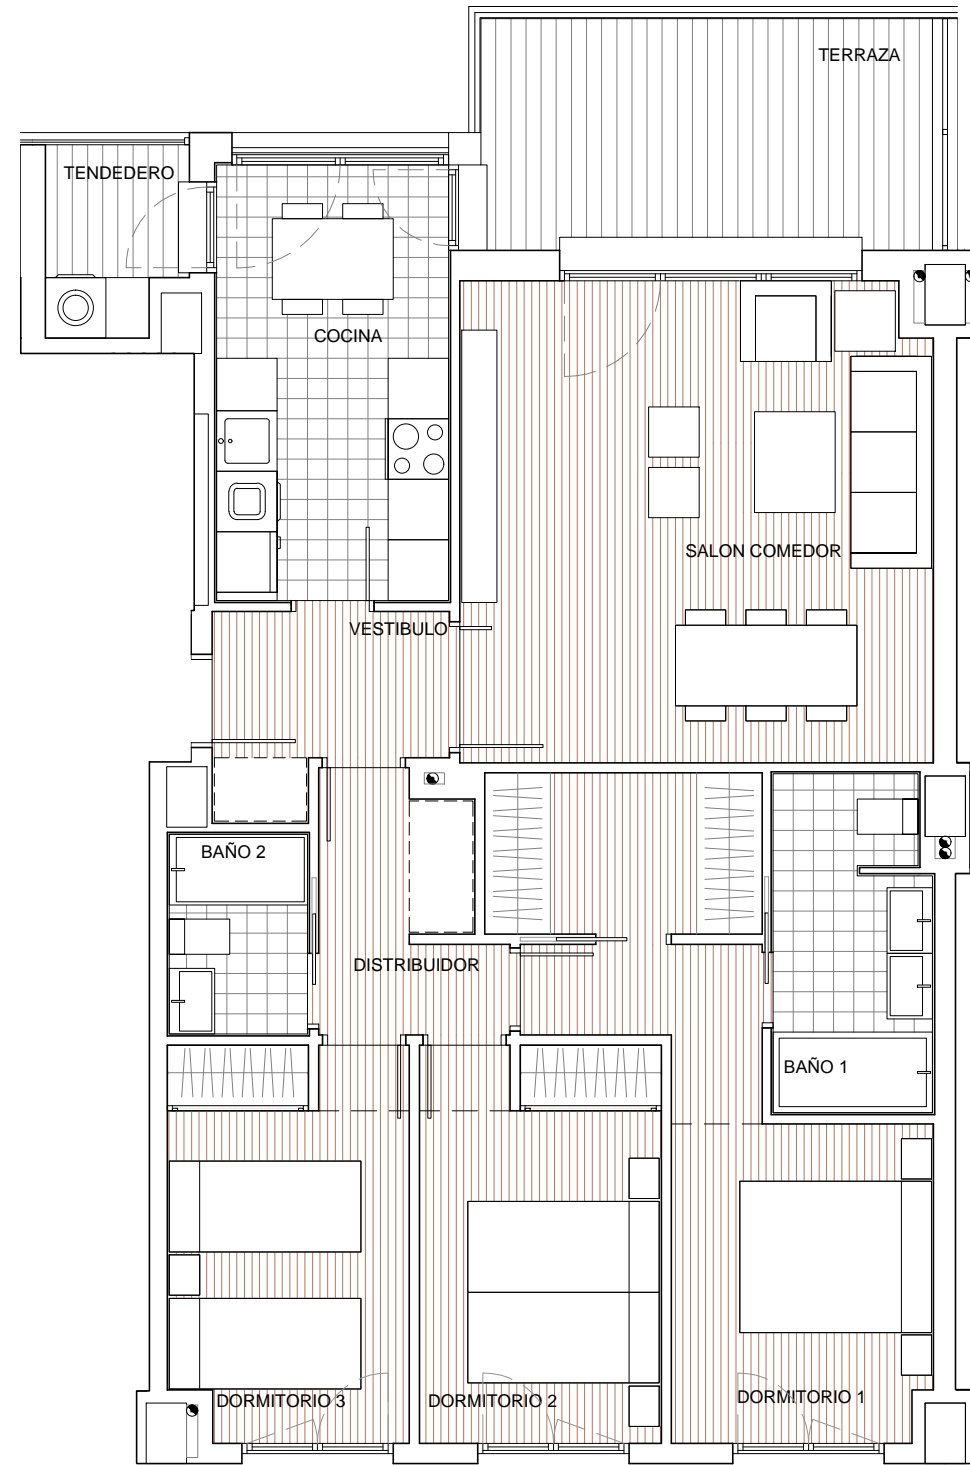 TERRAZA
TENDEDERO
COCINA
SALON COMEDOR
VESTIBULO
BAÑO 2
DISTRIBUIDOR
BAÑO 1
DORMITORIO 3
DORMITORIO 2
DORMITORIO 1